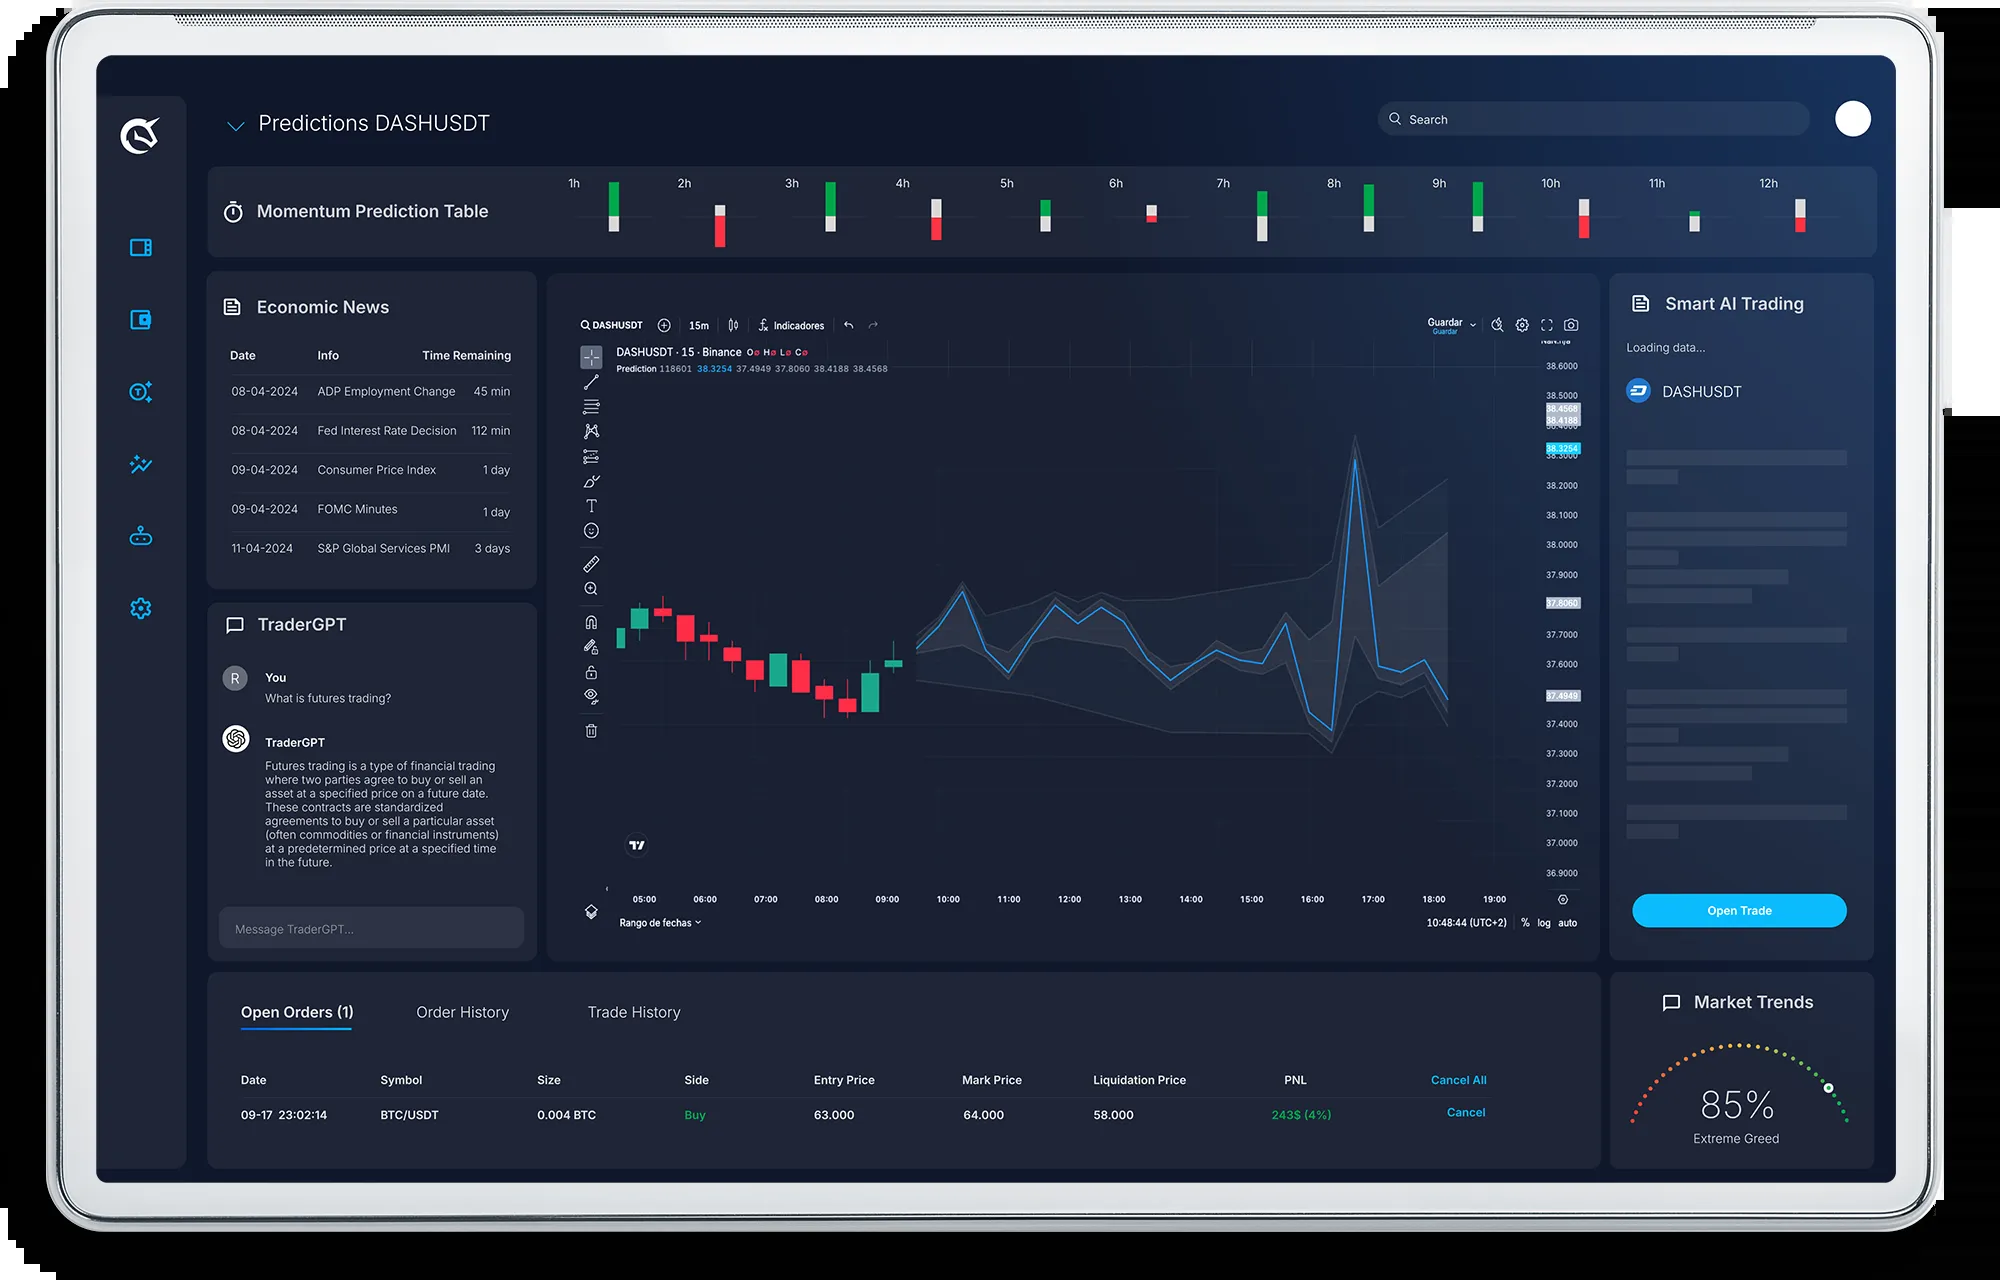 Predictions DASHUSDT
Search
Momentum Prediction Table
1h 2h 3h 4h 5h 6h 7h 8h 9h 10h 11h 12h
Economic News
Date Info Time Remaining
08-04-2024 ADP Employment Change 45 min
08-04-2024 Fed Interest Rate Decision 112 min
09-04-2024 Consumer Price Index 1 day
09-04-2024 FOMC Minutes 1 day
11-04-2024 S&P Global Services PMI 3 days
TraderGPT
R
You
What is futures trading?
TraderGPT
Futures trading is a type of financial trading
where two parties agree to buy or sell an
asset at a specified price on a future date.
These contracts are standardized
agreements to buy or sell a particular asset
(often commodities or financial instruments)
at a predetermined price at a specified time
in the future.
Message TraderGPT...
DASHUSDT 15m Indicadores
Guardar
Guardar
DASHUSDT · 15 · Binance OØ HØ LØ CØ
Prediction 118601 38.3254 37.4949 37.8060 38.4188 38.4568
38.6000
38.5000
38.4568
38.4188
38.4000
38.3254
38.3000
38.2000
38.1000
38.0000
37.9000
37.8060
37.7000
37.6000
37.4949
37.4000
37.3000
37.2000
37.1000
37.0000
36.9000
05:00 06:00 07:00 08:00 09:00 10:00 11:00 12:00 13:00 14:00 15:00 16:00 17:00 18:00 19:00
Rango de fechas
10:48:44 (UTC+2) % log auto
Smart AI Trading
Loading data...
DASHUSDT
Open Trade
Open Orders (1) Order History Trade History
Date Symbol Size Side Entry Price Mark Price Liquidation Price PNL Cancel All
09-17 23:02:14 BTC/USDT 0.004 BTC Buy 63.000 64.000 58.000 243$ (4%) Cancel
Market Trends
85%
Extreme Greed